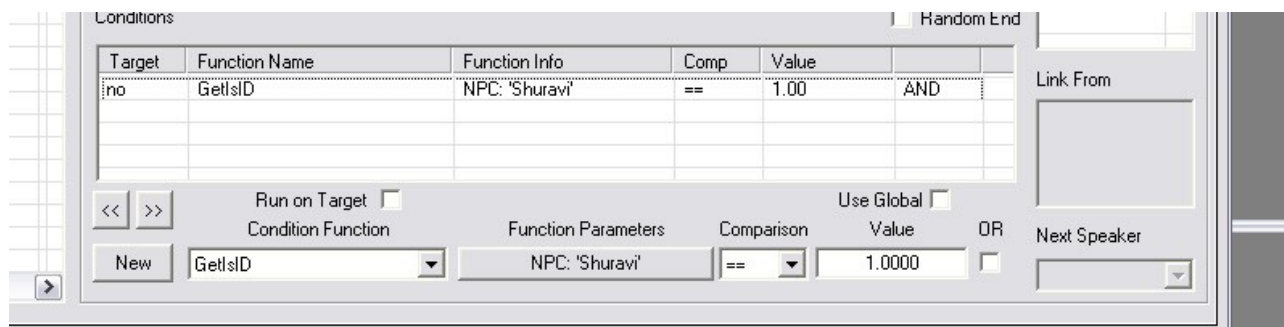 Conditions
Random End
Target Function Name Function Info Comp Value
no GetIsID NPC: 'Shuravi' == 1.00 AND
Link From
<< >> Run on Target Use Global
Condition Function Function Parameters Comparison Value OR
Next Speaker
New GetIsID NPC: 'Shuravi' == 1.0000